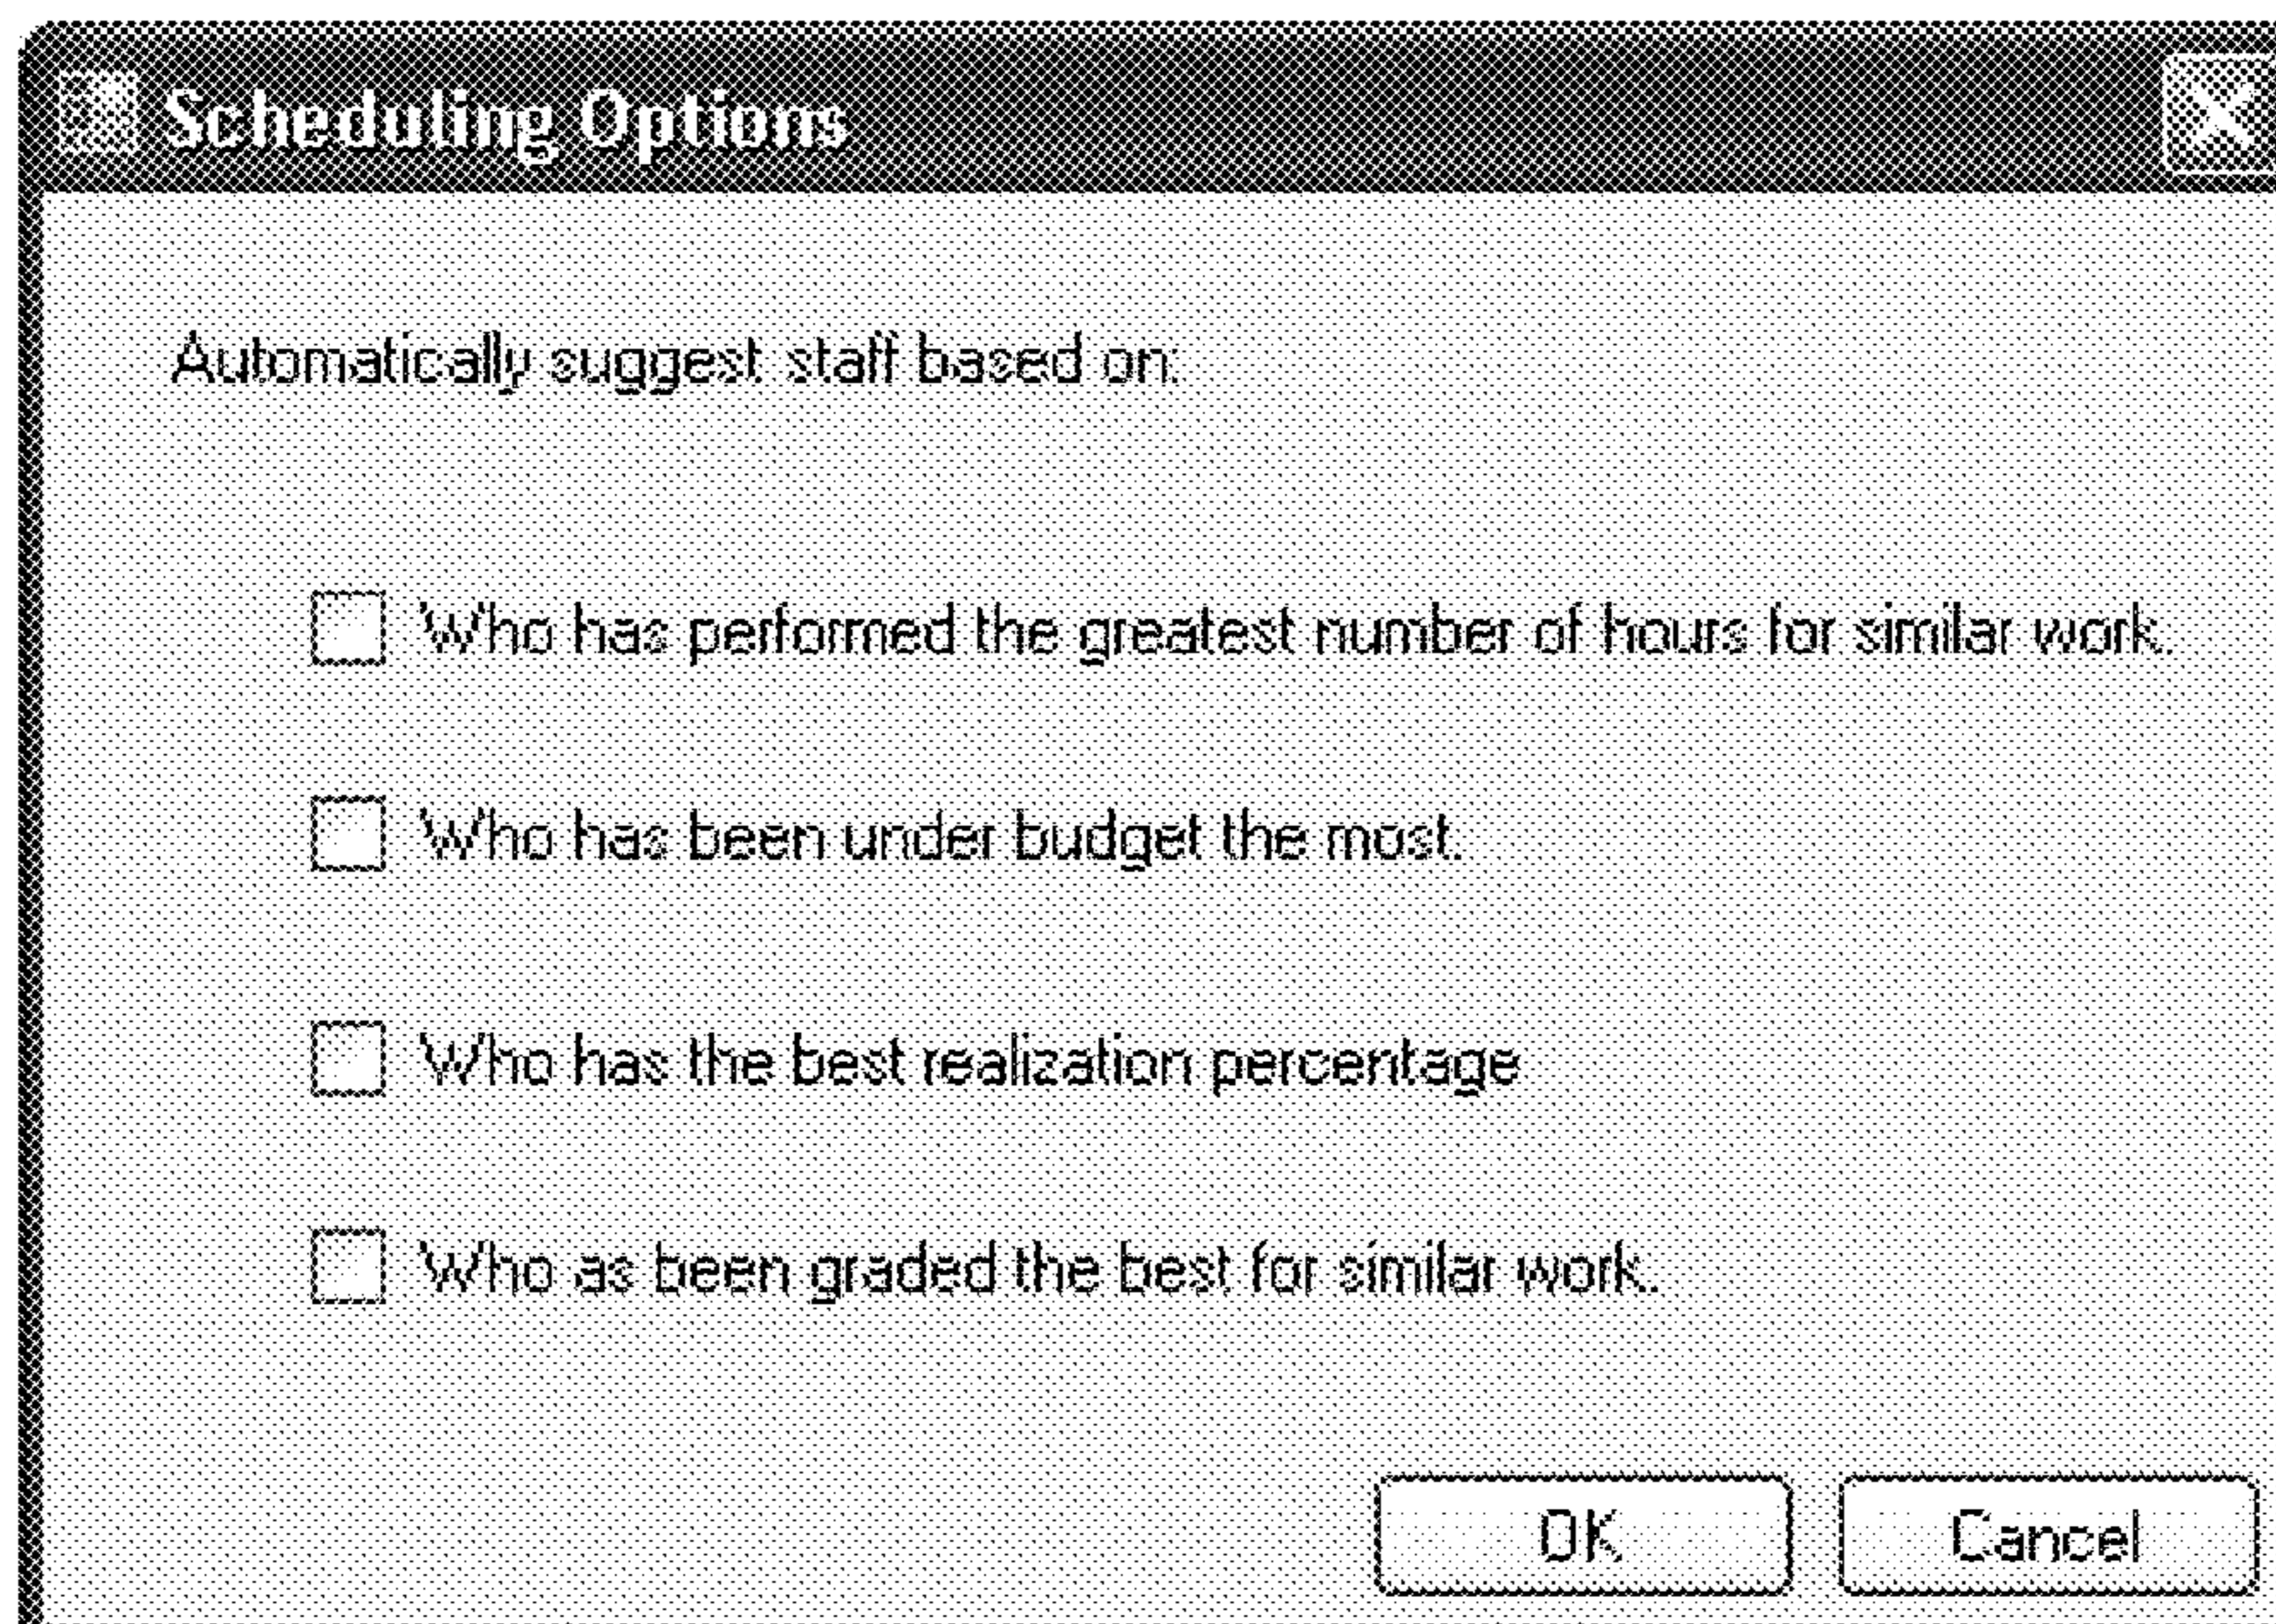 Scheduling Options
Automatically suggest staff based on:
Who has performed the greatest number of hours for similar work.
Who has been under budget the most.
Who has the best realization percentage
Who as been graded the best for similar work.
OK Cancel